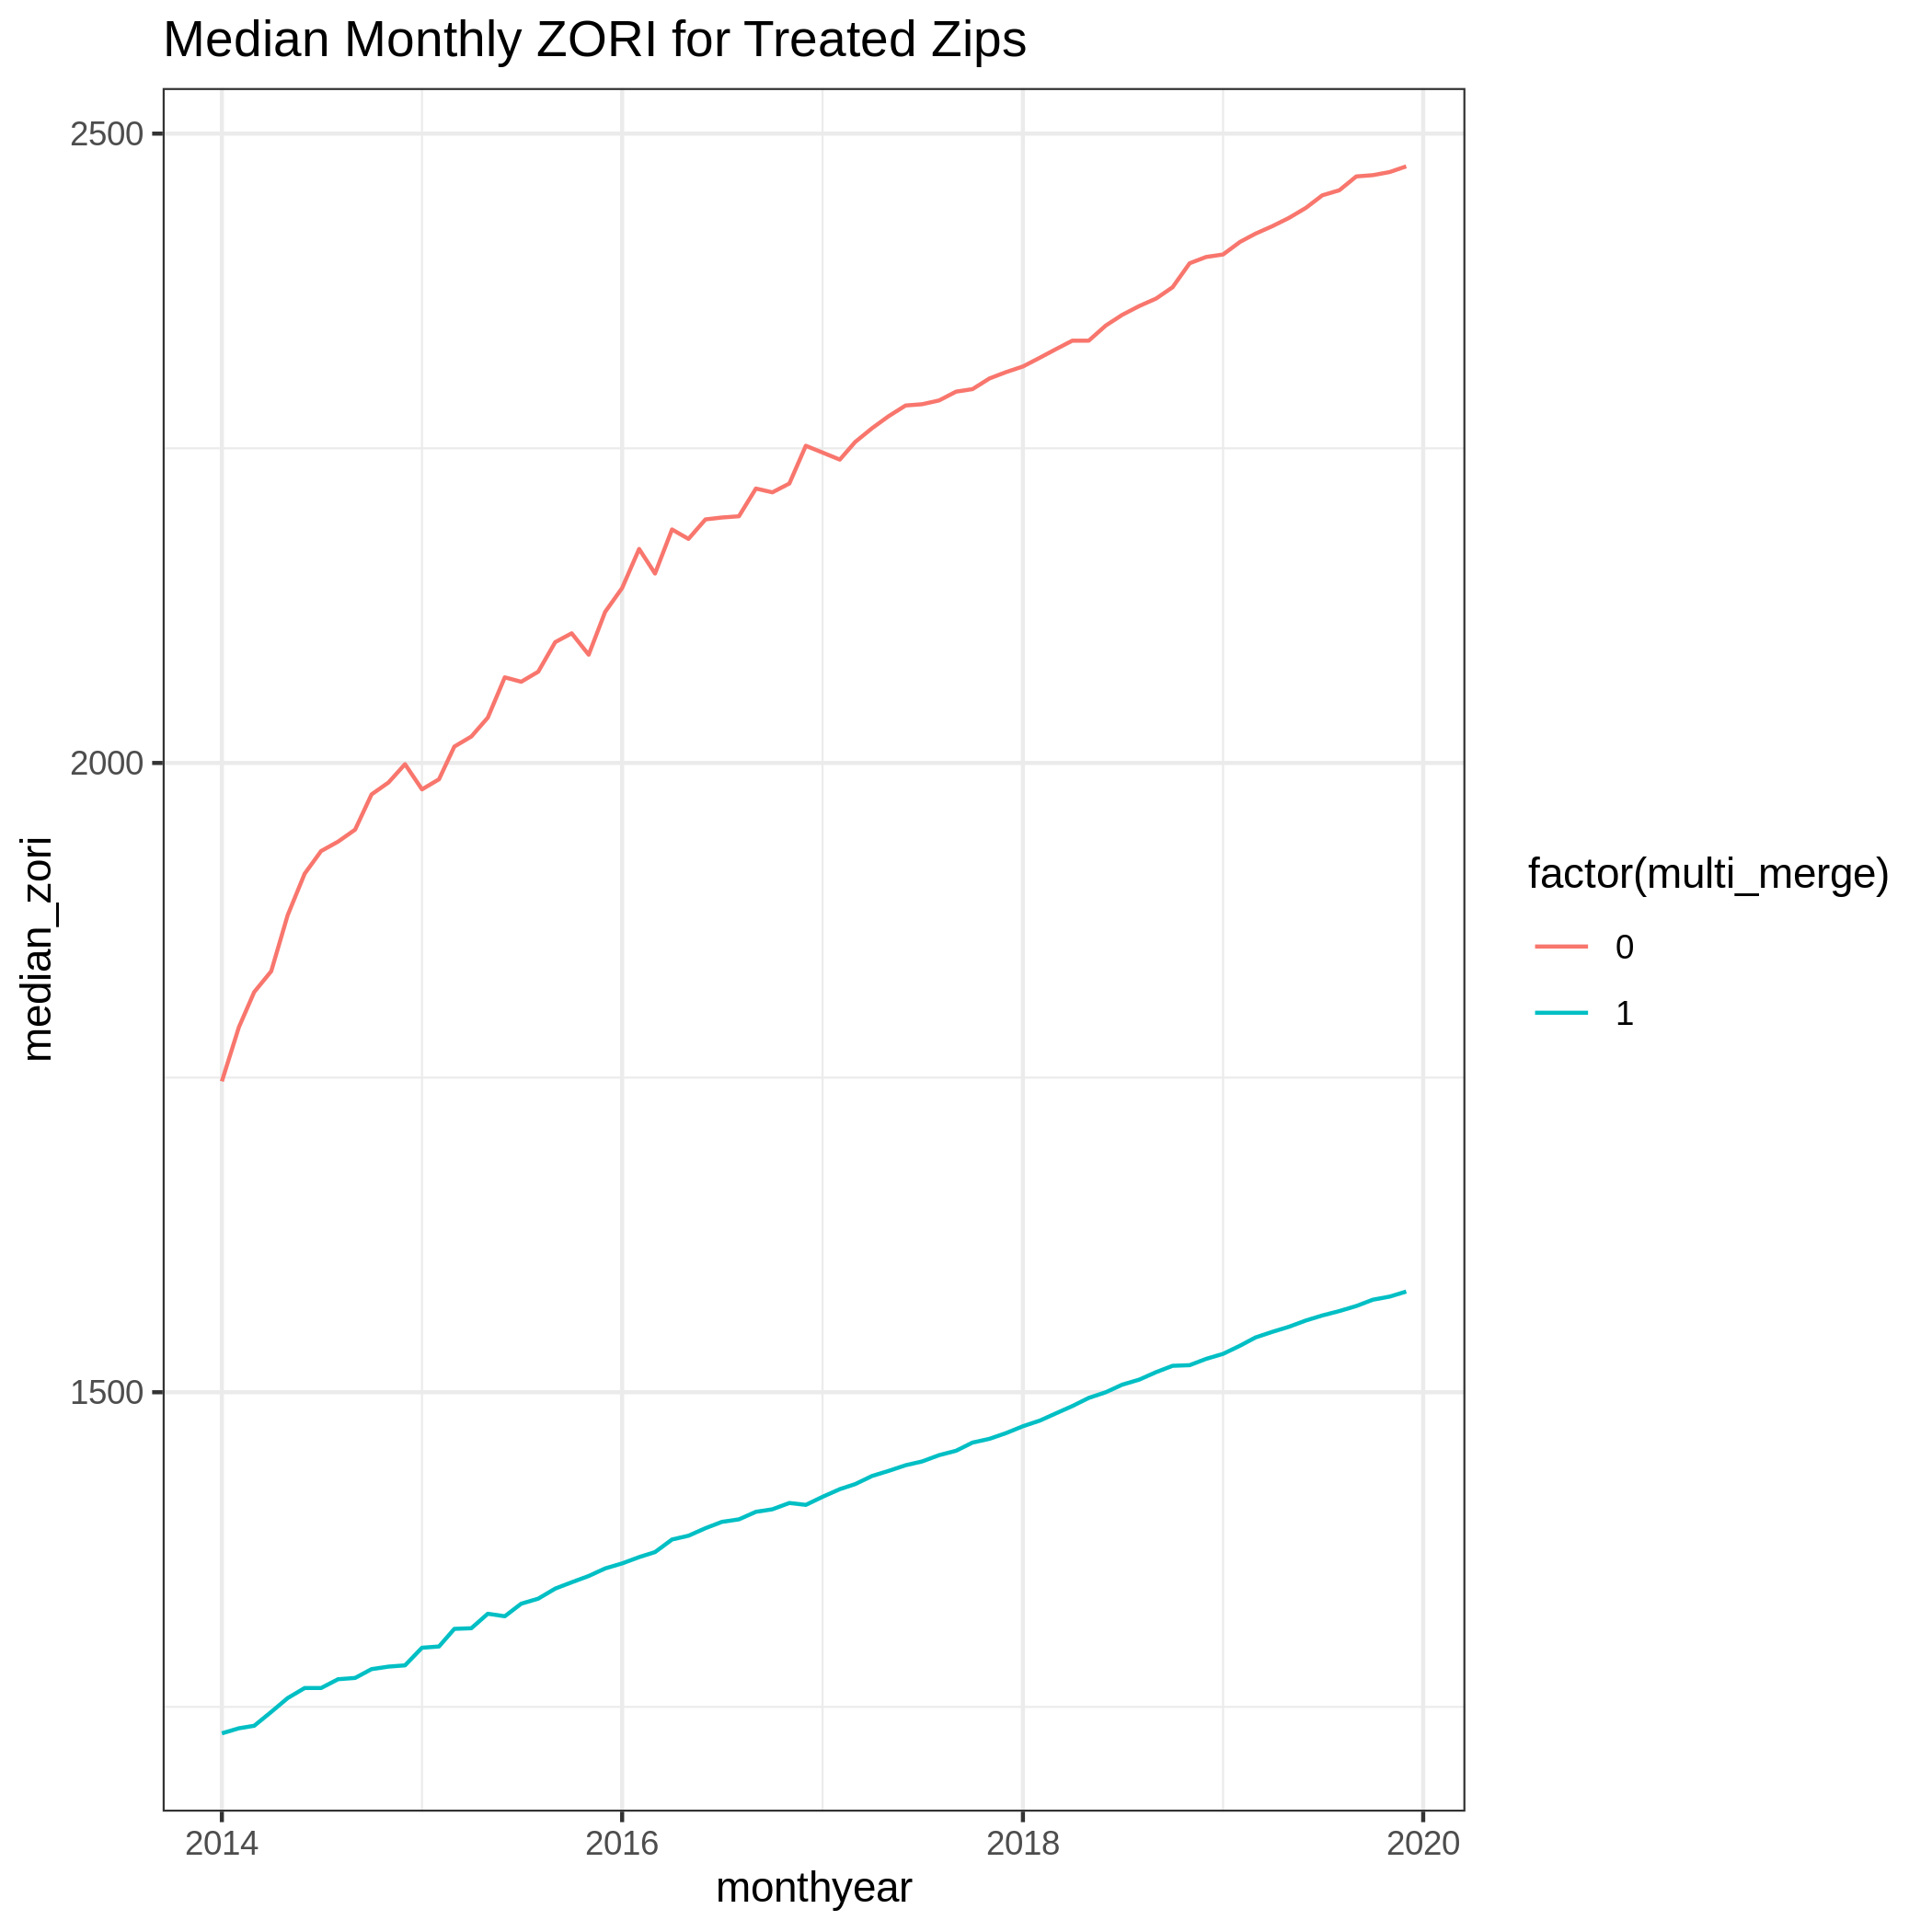 Median Monthly ZORI for Treated Zips
2500
2000
1500
median_zori
2014 2016 2018 2020
monthyear
factor(multi_merge)
0
1